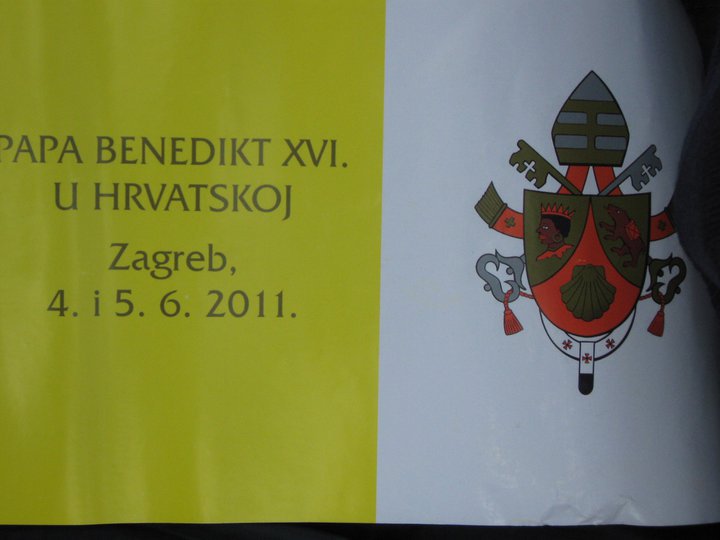 PAPA BENEDIKT XVI.
U HRVATSKOJ
Zagreb,
4. i 5. 6. 2011.